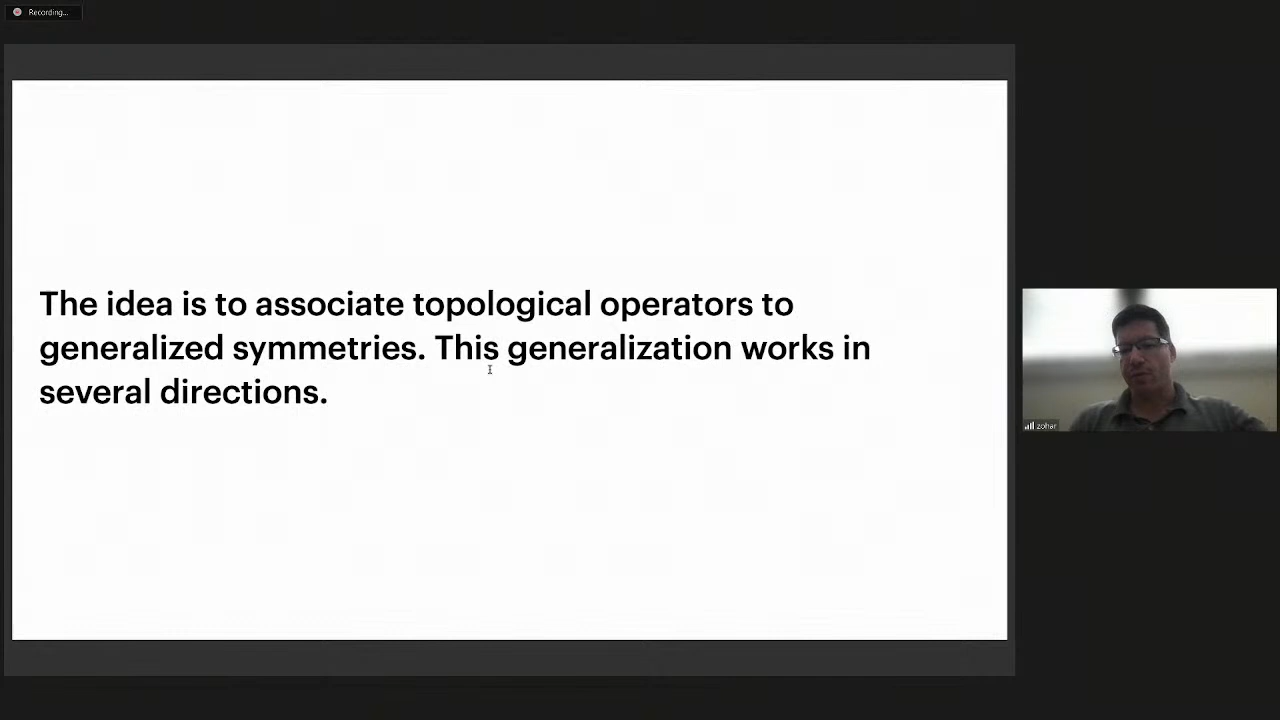 Recording...
The idea is to associate topological operators to
generalized symmetries. This generalization works in
several directions.
zohar